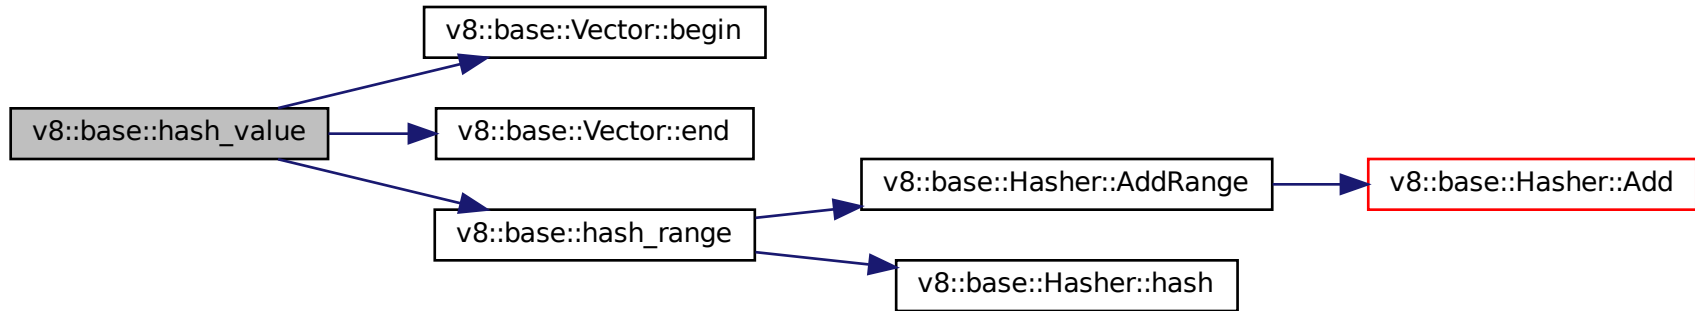 v8::base::Vector::begin
v8::base::hash_value
v8::base::Vector::end
v8::base::Hasher::AddRange
v8::base::Hasher::Add
v8::base::hash_range
v8::base::Hasher::hash